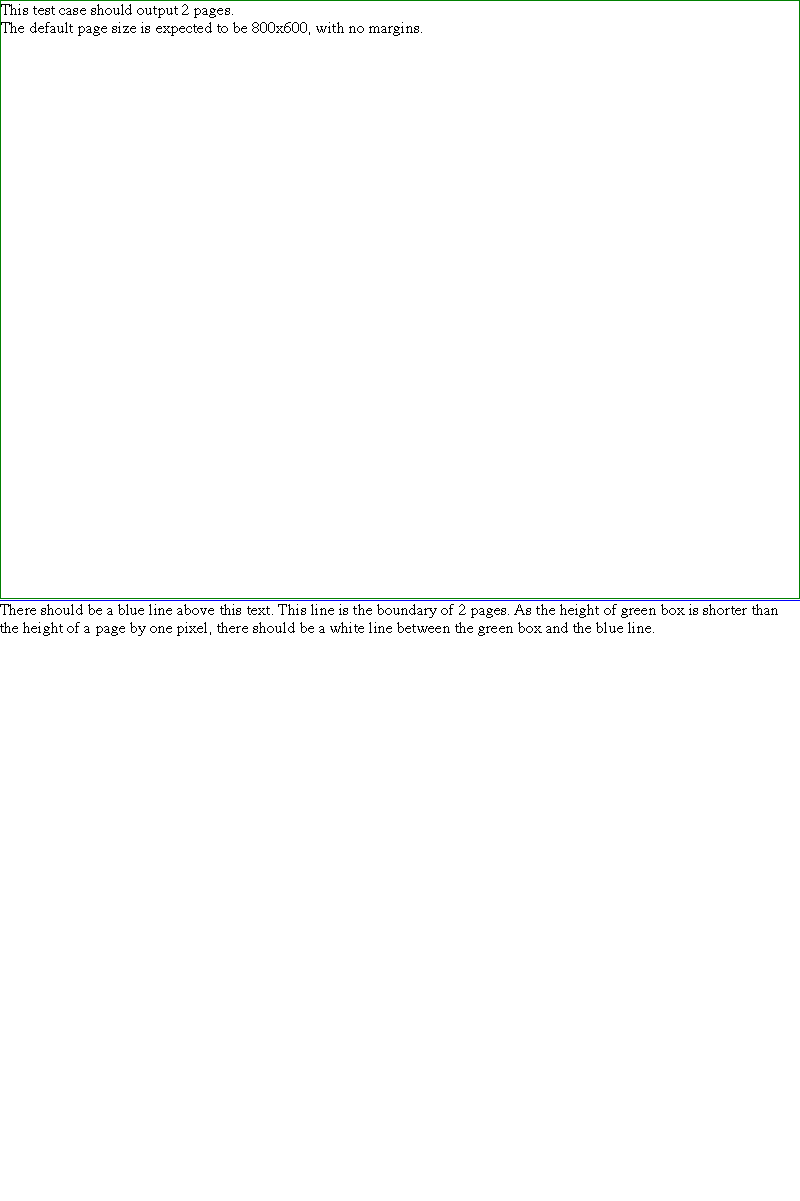 This test case should output 2 pages.
The default page size is expected to be 800x600, with no margins.
There should be a blue line above this text. This line is the boundary of 2 pages. As the height of green box is shorter than
the height of a page by one pixel, there should be a white line between the green box and the blue line.